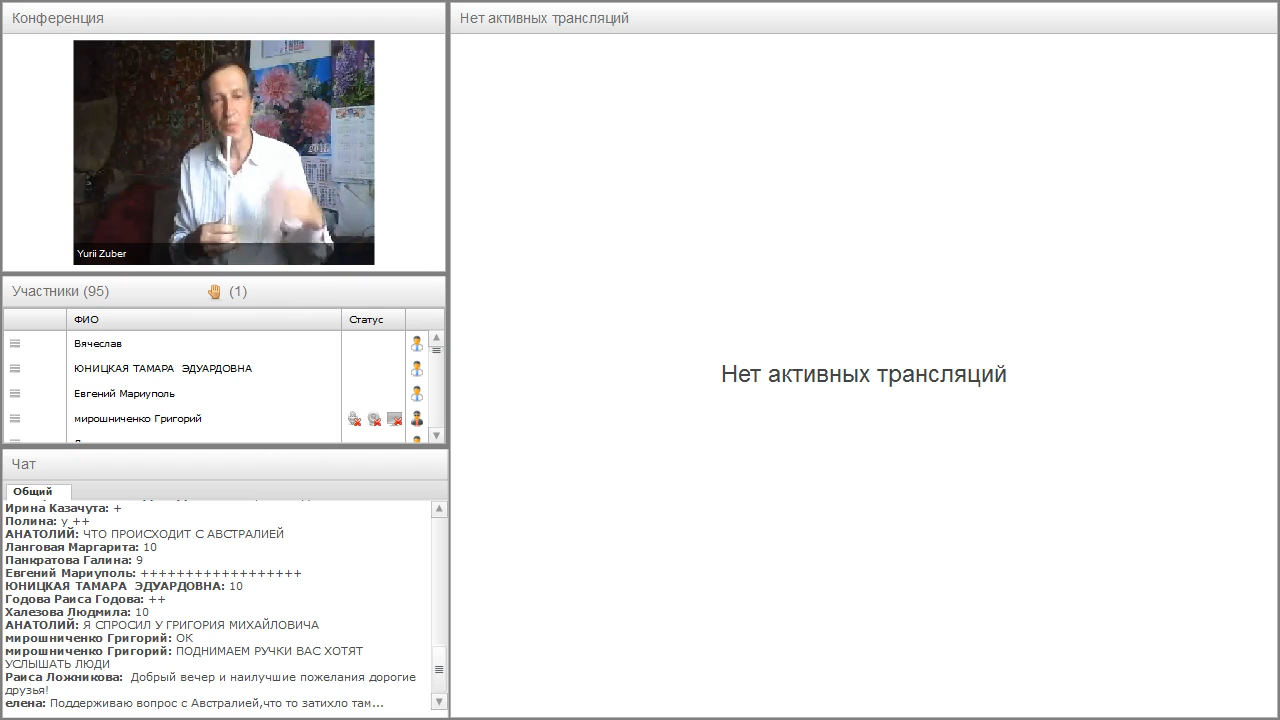 Конференция
Нет активных трансляций
Yurii Zuber
Участники (95)
(1)
ФИО
Статус
Вячеслав
ЮНИЦКАЯ ТАМАРА ЭДУАРДОВНА
Евгений Мариуполь
мирошниченко Григорий
Нет активных трансляций
Чат
Общий
Ирина Казачута: +
Полина: у ++
АНАТОЛИЙ: ЧТО ПРОИСХОДИТ С АВСТРАЛИЕЙ
Ланговая Маргарита: 10
Панкратова Галина: 9
Евгений Мариуполь: ++++++++++++++++++
ЮНИЦКАЯ ТАМАРА ЭДУАРДОВНА: 10
Годова Раиса Годова: ++
Халезова Людмила: 10
АНАТОЛИЙ: Я СПРОСИЛ У ГРИГОРИЯ МИХАЙЛОВИЧА
мирошниченко Григорий: ОК
мирошниченко Григорий: ПОДНИМАЕМ РУЧКИ ВАС ХОТЯТ
УСЛЫШАТЬ ЛЮДИ
Раиса Ложникова: Добрый вечер и наилучшие пожелания дорогие
друзья!
елена: Поддерживаю вопрос с Австралией,что то затихло там...